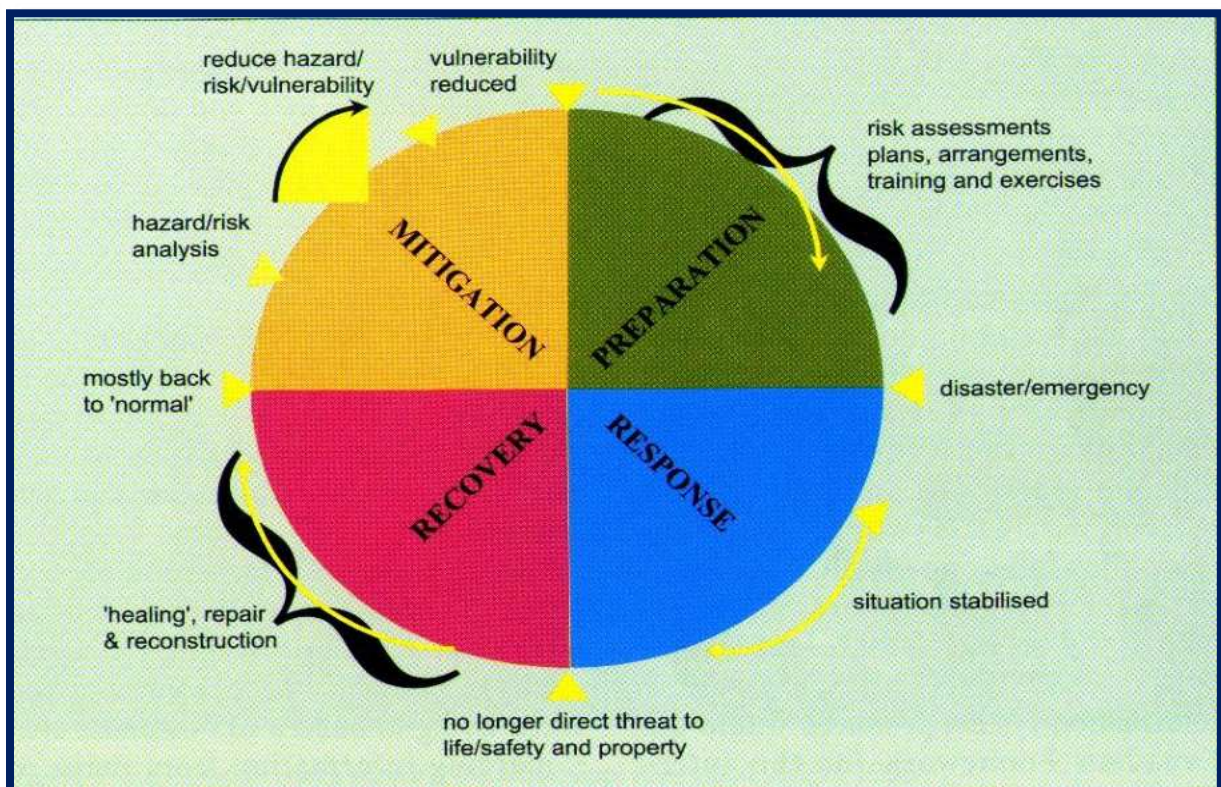 reduce hazard/
risk/vulnerability
vulnerability
reduced
risk assessments
plans, arrangements,
training and exercises
hazard/risk
analysis
MITIGATION
PREPARATION
mostly back
to 'normal'
disaster/emergency
RECOVERY
RESPONSE
'healing', repair
& reconstruction
situation stabilised
no longer direct threat to
life/safety and property